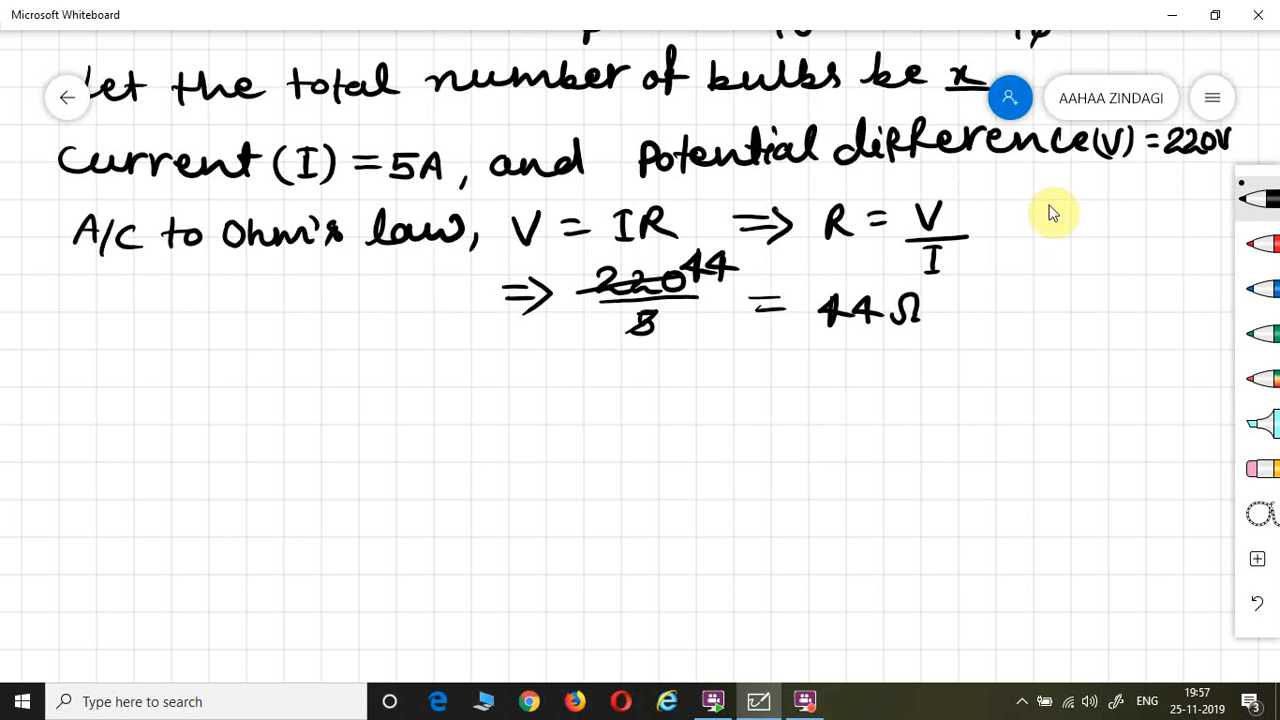 Microsoft Whiteboard
let the total number of bulbs be x
AAHAA ZINDAGI
Current (I) = 5A, and Potential difference (V) = 220V
A/C to Ohm's law, V = IR => R = V/I
=> 220/5 44 = 44 Ω
Type here to search
ENG
19:57
25-11-2019
3